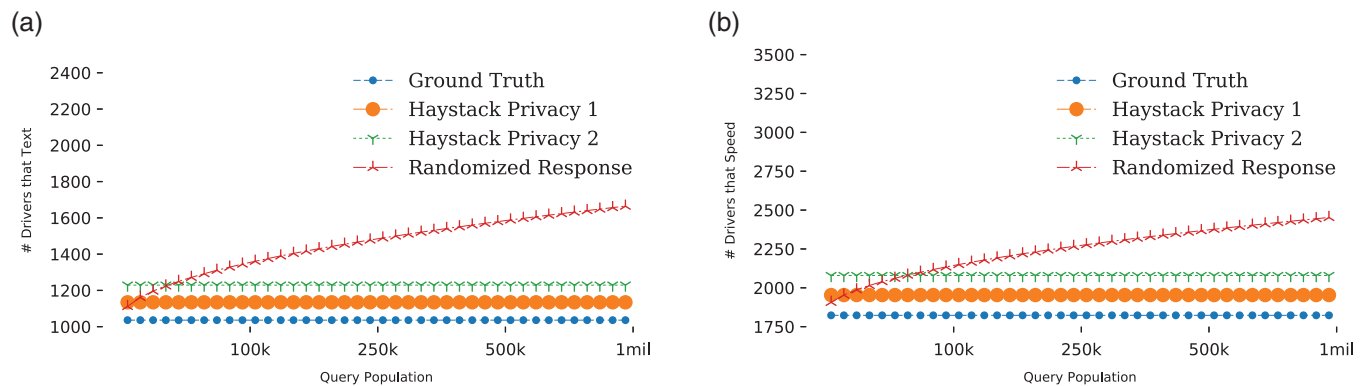 (a)
2400
2200
2000
1800
1600
1400
1200
1000
# Drivers that Text
Ground Truth
Haystack Privacy 1
Haystack Privacy 2
Randomized Response
100k
250k
500k
1mil
Query Population
(b)
3500
3250
3000
2750
2500
2250
2000
1750
# Drivers that Speed
Ground Truth
Haystack Privacy 1
Haystack Privacy 2
Randomized Response
100k
250k
500k
1mil
Query Population